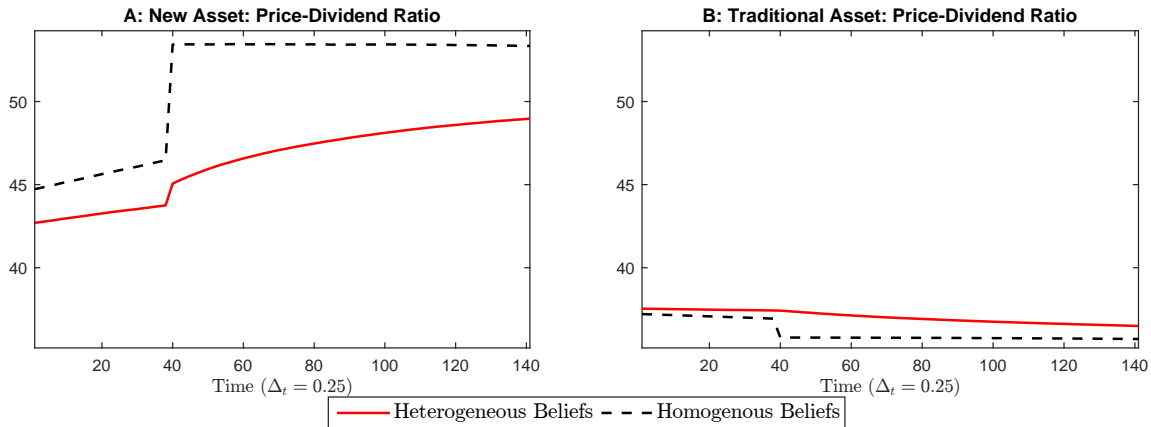 A: New Asset: Price-Dividend Ratio
50
45
40
20 40 60 80 100 120 140
Time (Δt = 0.25)
B: Traditional Asset: Price-Dividend Ratio
50
45
40
20 40 60 80 100 120 140
Time (Δt = 0.25)
Heterogeneous Beliefs Homogenous Beliefs